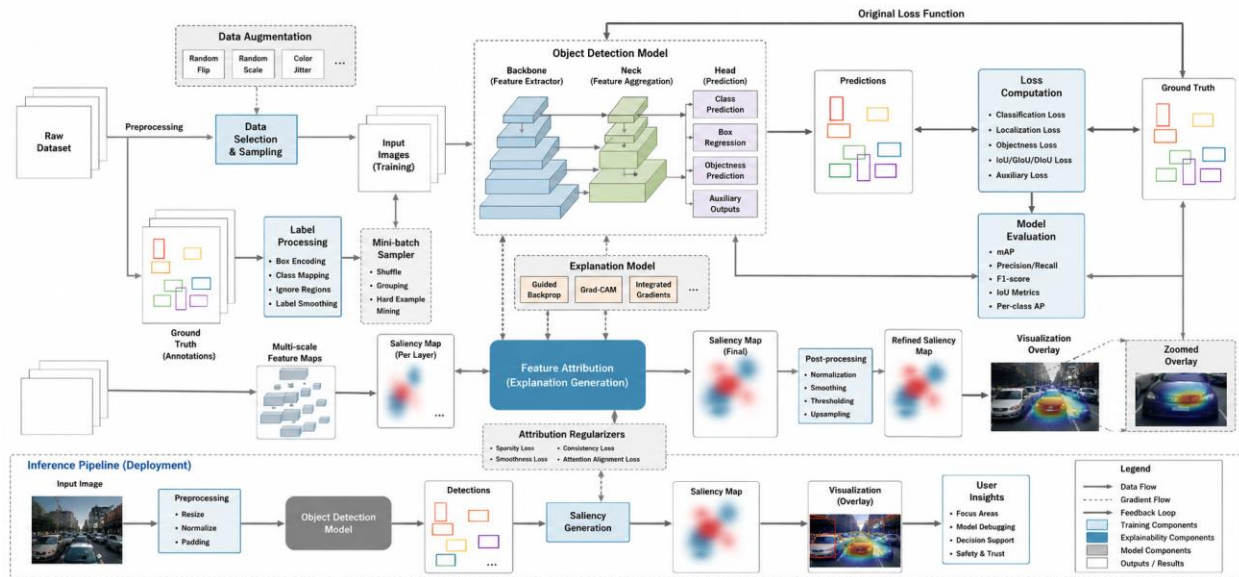 Original Loss Function
Data Augmentation
Random
Flip
Random
Scale
Color
Jitter
...
Object Detection Model
Backbone
(Feature Extractor)
Neck
(Feature Aggregation)
Head
(Prediction)
Class
Prediction
Box
Regression
Objectness
Prediction
Auxiliary
Outputs
Raw
Dataset
Preprocessing
Data
Selection
& Sampling
Input
Images
(Training)
Predictions
Loss
Computation
• Classification Loss
• Localization Loss
• Objectness Loss
• IoU/GIoU/DIoU Loss
• Auxiliary Loss
Ground Truth
Label
Processing
• Box Encoding
• Class Mapping
• Ignore Regions
• Label Smoothing
Mini-batch
Sampler
• Shuffle
• Grouping
• Hard Example
Mining
Model
Evaluation
• mAP
• Precision/Recall
• F1-score
• IoU Metrics
• Per-class AP
Explanation Model
Guided
Backprop
Grad-CAM
Integrated
Gradients
...
Ground
Truth
(Annotations)
Multi-scale
Feature Maps
Saliency Map
(Per Layer)
...
Feature Attribution
(Explanation Generation)
Saliency Map
(Final)
Post-processing
• Normalization
• Smoothing
• Thresholding
• Upsampling
Refined Saliency
Map
Visualization
Overlay
Zoomed
Overlay
Attribution Regularizers
• Sparsity Loss
• Consistency Loss
• Smoothness Loss
• Attention Alignment Loss
Inference Pipeline (Deployment)
Input Image
Preprocessing
• Resize
• Normalize
• Padding
Object Detection
Model
Detections
...
Saliency
Generation
Saliency Map
Visualization
(Overlay)
User
Insights
• Focus Areas
• Model Debugging
• Decision Support
• Safety & Trust
Legend
Data Flow
Gradient Flow
Feedback Loop
Training Components
Explainability Components
Model Components
Outputs / Results